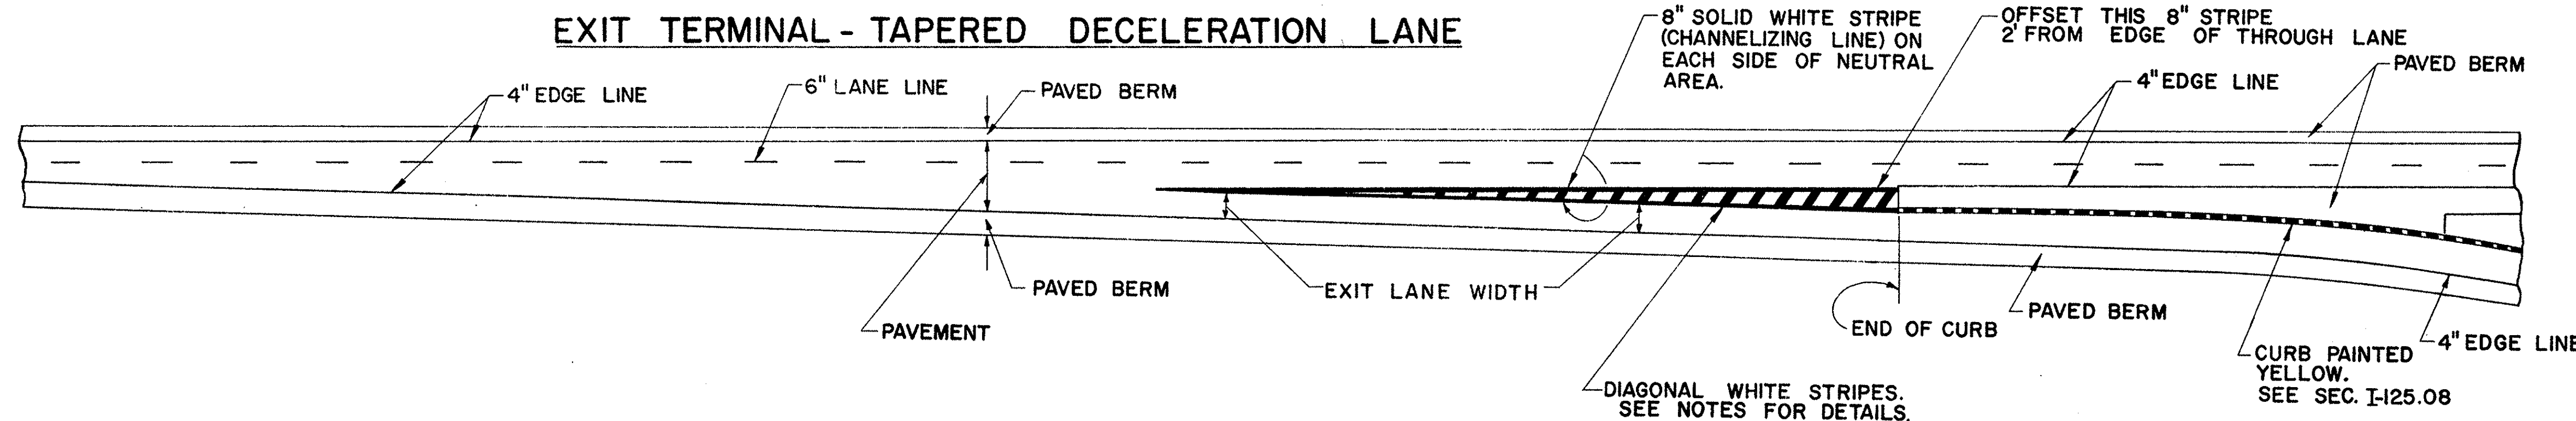 EXIT TERMINAL - TAPERED DECELERATION LANE
8" SOLID WHITE STRIPE
(CHANNELIZING LINE) ON
EACH SIDE OF NEUTRAL
AREA.
OFFSET THIS 8" STRIPE
2' FROM EDGE OF THROUGH LANE
PAVED BERM
4" EDGE LINE
6" LANE LINE
PAVED BERM
4" EDGE LINE
PAVED BERM
PAVEMENT
EXIT LANE WIDTH
END OF CURB
PAVED BERM
4" EDGE LINE
CURB PAINTED
YELLOW.
SEE SEC. I-125.08
DIAGONAL WHITE STRIPES.
SEE NOTES FOR DETAILS.